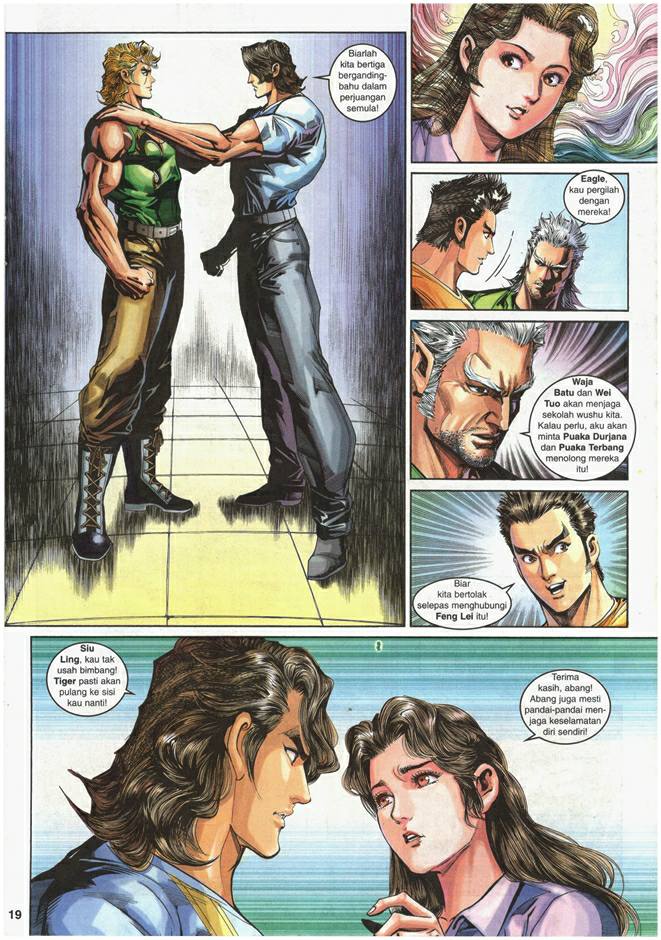 Biarlah
kita bertiga
berganding-
bahu dalam
perjuangan
semula!
Eagle,
kau pergilah
dengan
mereka!
Waja
Batu dan Wei
Tuo akan menjaga
sekolah wushu kita.
Kalau perlu, aku akan
minta Puaka Durjana
dan Puaka Terbang
menolong mereka
itu!
Biar
kita bertolak
selepas menghubungi
Feng Lei itu!
Siu
Ling, kau tak
usah bimbang!
Tiger pasti akan
pulang ke sisi
kau nanti!
Terima
kasih, abang!
Abang juga mesti
pandai-pandai men-
jaga keselamatan
diri sendiri!
19